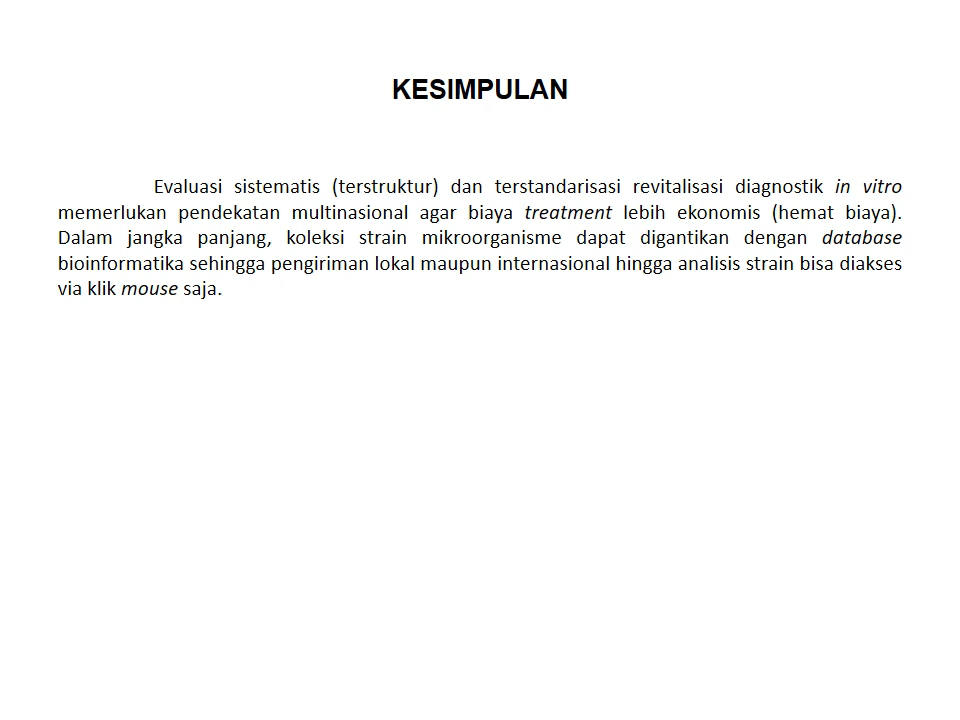 KESIMPULAN
Evaluasi sistematis (terstruktur) dan terstandarisasi revitalisasi diagnostik in vitro
memerlukan pendekatan multinasional agar biaya treatment lebih ekonomis (hemat biaya).
Dalam jangka panjang, koleksi strain mikroorganisme dapat digantikan dengan database
bioinformatika sehingga pengiriman lokal maupun internasional hingga analisis strain bisa diakses
via klik mouse saja.